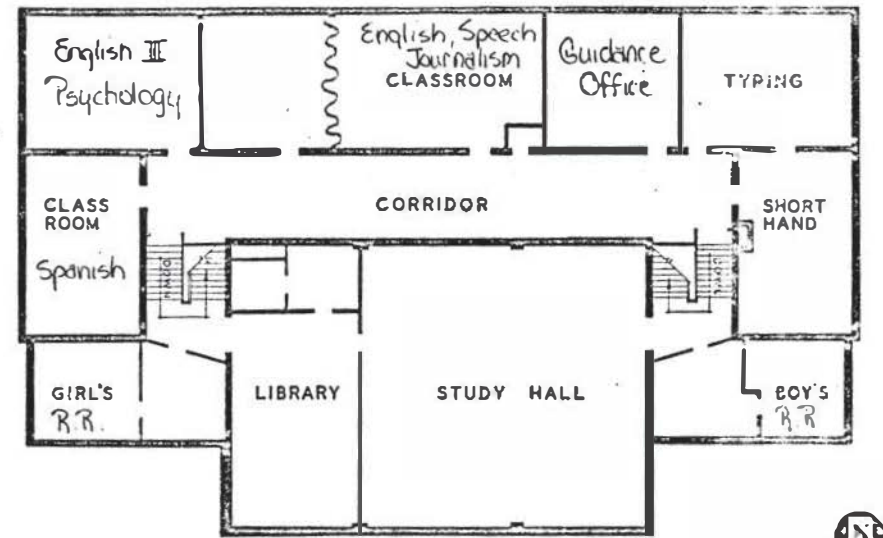 English III
Psychology
English, Speech
Journalism
CLASSROOM
Guidance
Office
TYPING
CLASS
ROOM
Spanish
CORRIDOR
SHORT
HAND
DOWN
GIRL'S
R.R.
LIBRARY
STUDY HALL
BOY'S
R.R
N